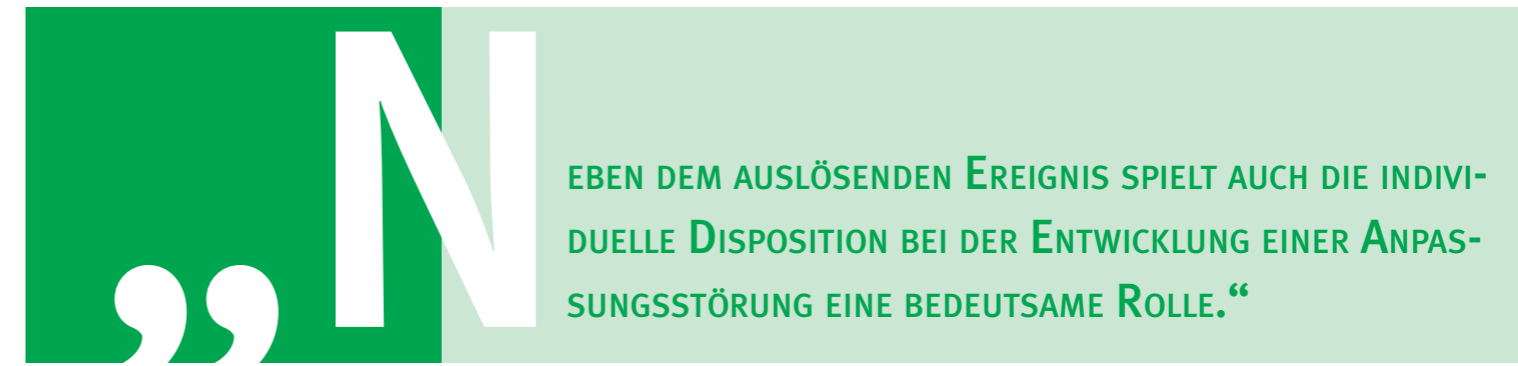 „Neben dem auslösenden Ereignis spielt auch die indivi-
duelle Disposition bei der Entwicklung einer Anpas-
sungsstörung eine bedeutsame Rolle.“